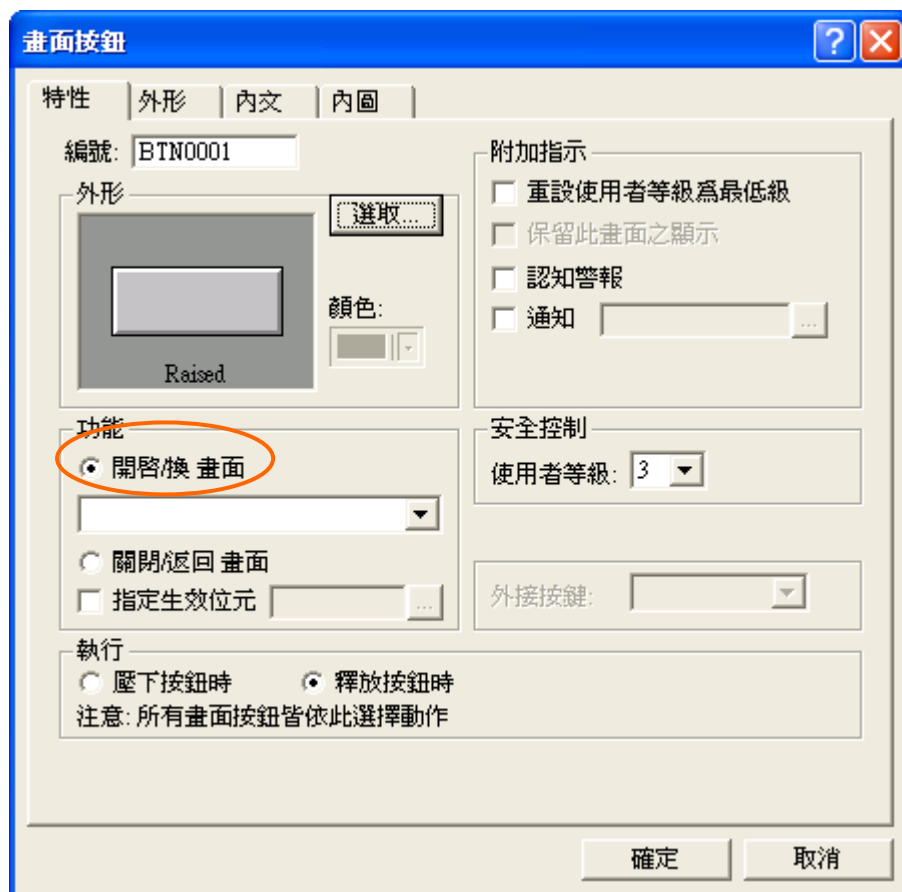 畫面按鈕
特性 外形 內文 內圖
編號: BTN0001
外形
選取...
顏色:
Raised
附加指示
重設使用者等級爲最低級
保留此畫面之顯示
認知警報
通知 ...
功能
開啓/換 畫面
關閉/返回 畫面
指定生效位元 ...
安全控制
使用者等級: 3
外接按鍵:
執行
壓下按鈕時 釋放按鈕時
注意: 所有畫面按鈕皆依此選擇動作
確定 取消